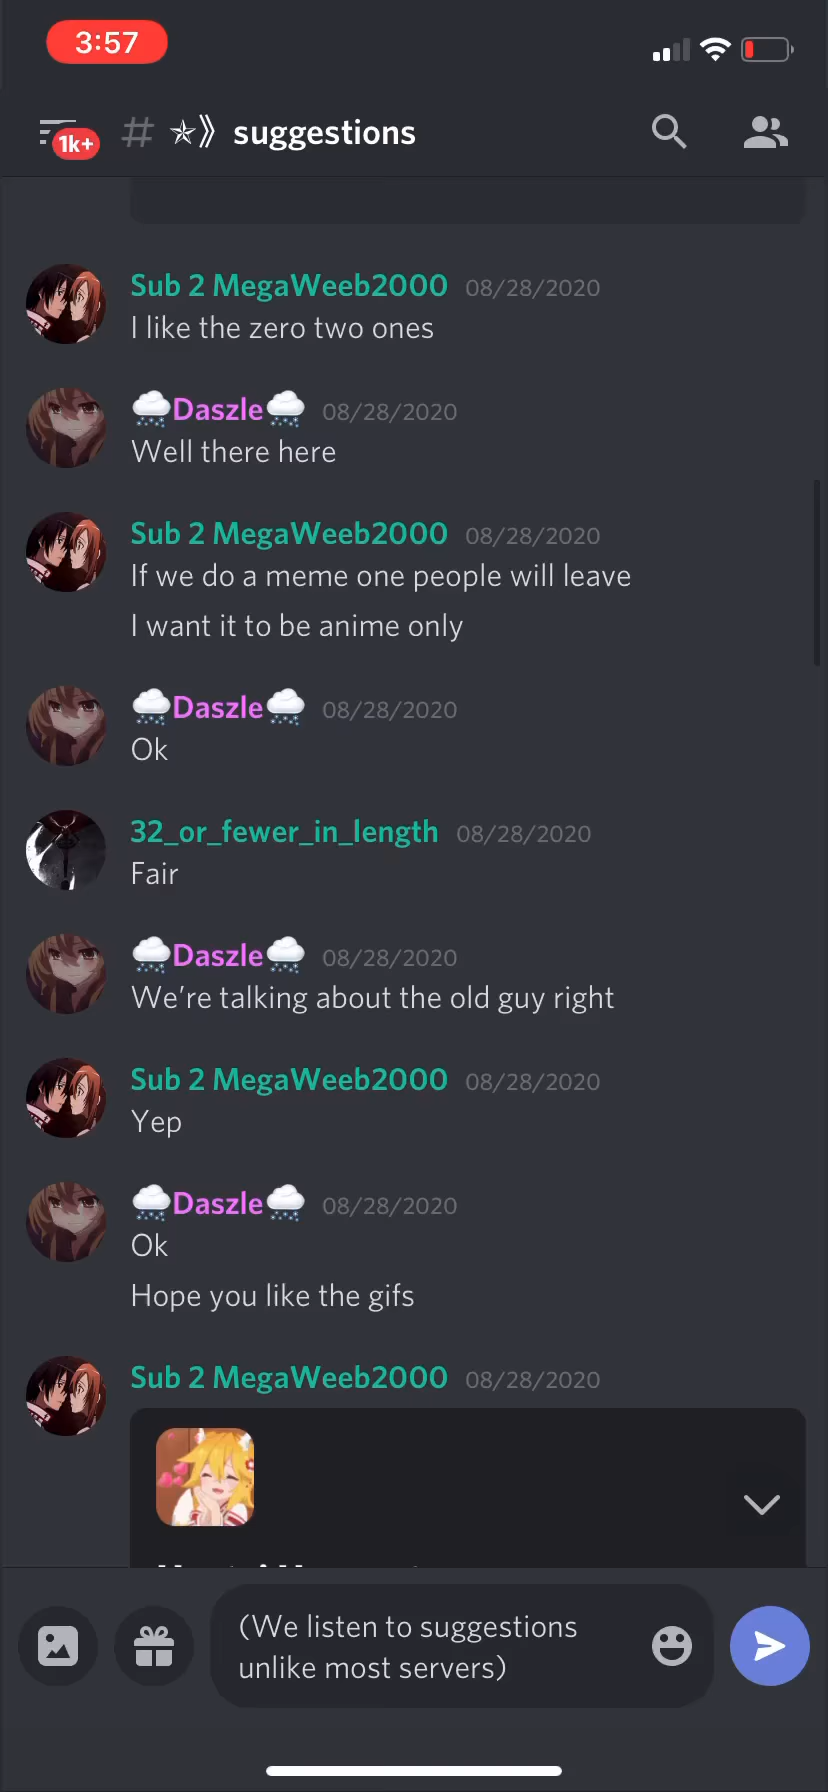 3:57
1k+ # ✯》 suggestions
Sub 2 MegaWeeb2000 08/28/2020
I like the zero two ones
🌨Daszle🌨 08/28/2020
Well there here
Sub 2 MegaWeeb2000 08/28/2020
If we do a meme one people will leave
I want it to be anime only
🌨Daszle🌨 08/28/2020
Ok
32_or_fewer_in_length 08/28/2020
Fair
🌨Daszle🌨 08/28/2020
We're talking about the old guy right
Sub 2 MegaWeeb2000 08/28/2020
Yep
🌨Daszle🌨 08/28/2020
Ok
Hope you like the gifs
Sub 2 MegaWeeb2000 08/28/2020
(We listen to suggestions
unlike most servers)